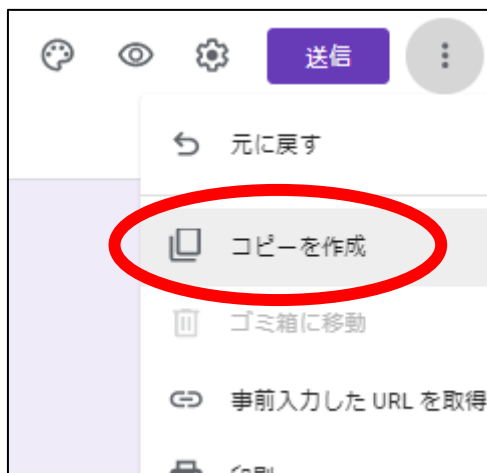 送信
元に戻す
コピーを作成
ゴミ箱に移動
事前入力した URL を取得